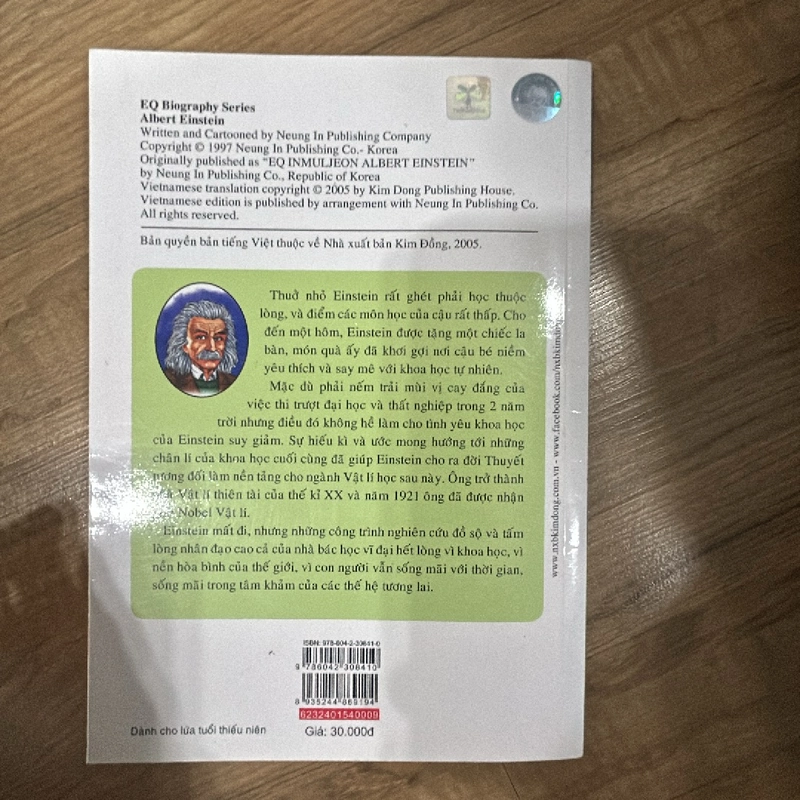 EQ Biography Series
Albert Einstein
Written and Cartooned by Neung In Publishing Company
Copyright © 1997 Neung In Publishing Co.- Korea
Originally published as "EQ INMULJEON ALBERT EINSTEIN"
by Neung In Publishing Co., Republic of Korea
Vietnamese translation copyright © 2005 by Kim Dong Publishing House.
Vietnamese edition is published by arrangement with Neung In Publishing Co.
All rights reserved.
Bản quyền bản tiếng Việt thuộc về Nhà xuất bản Kim Đồng, 2005.
Thuở nhỏ Einstein rất ghét phải học thuộc
lòng, và điểm các môn học của cậu rất thấp. Cho
đến một hôm, Einstein được tặng một chiếc la
bàn, món quà ấy đã khơi gợi nơi cậu bé niềm
yêu thích và say mê với khoa học tự nhiên.
Mặc dù phải nếm trải mùi vị cay đắng của
việc thi trượt đại học và thất nghiệp trong 2 năm
trời nhưng điều đó không hề làm cho tình yêu khoa học
của Einstein suy giảm. Sự hiếu kì và ước mong hướng tới những
chân lí của khoa học cuối cùng đã giúp Einstein cho ra đời Thuyết
tương đối làm nền tảng cho ngành Vật lí học sau này. Ông trở thành
Vật lí thiên tài của thế kỉ XX và năm 1921 ông đã được nhận
Nobel Vật lí.
Einstein mất đi, nhưng những công trình nghiên cứu đồ sộ và tấm
lòng nhân đạo cao cả của nhà bác học vĩ đại hết lòng vì khoa học, vì
nền hòa bình của thế giới, vì con người vẫn sống mãi với thời gian,
sống mãi trong tâm khảm của các thế hệ tương lai.
www.nxbkimdong.com.vn - www.facebook.com/nxbkimdong
ISBN: 978-604-2-30641-0
9 786042 306410
8 935244 869194
6232401540009
Dành cho lứa tuổi thiếu niên
Giá: 30.000đ